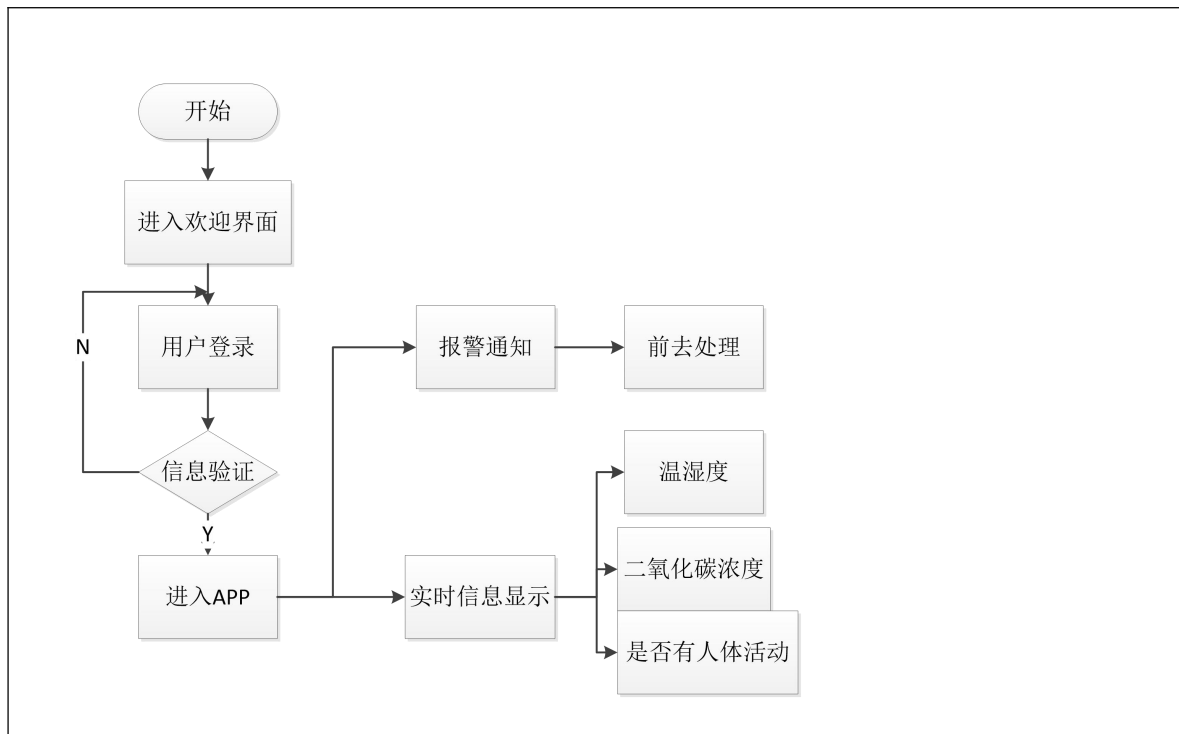 开始
进入欢迎界面
N
用户登录
报警通知
前去处理
信息验证
温湿度
Y
二氧化碳浓度
进入APP
实时信息显示
是否有人体活动